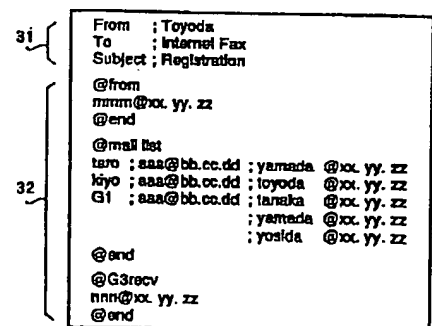 31
From ; Toyoda
To ; Internet Fax
Subject ; Registration
32
@from
mmm@xx. yy. zz
@end
@mail list
taro ; aaa@bb.cc.dd ; yamada @xx. yy. zz
kiyo ; aaa@bb.cc.dd ; toyoda @xx. yy. zz
G1 ; aaa@bb.cc.dd ; tanaka @xx. yy. zz
; yamada @xx. yy. zz
; yosida @xx. yy. zz
@end
@G3recv
nnn@xx. yy. zz
@end